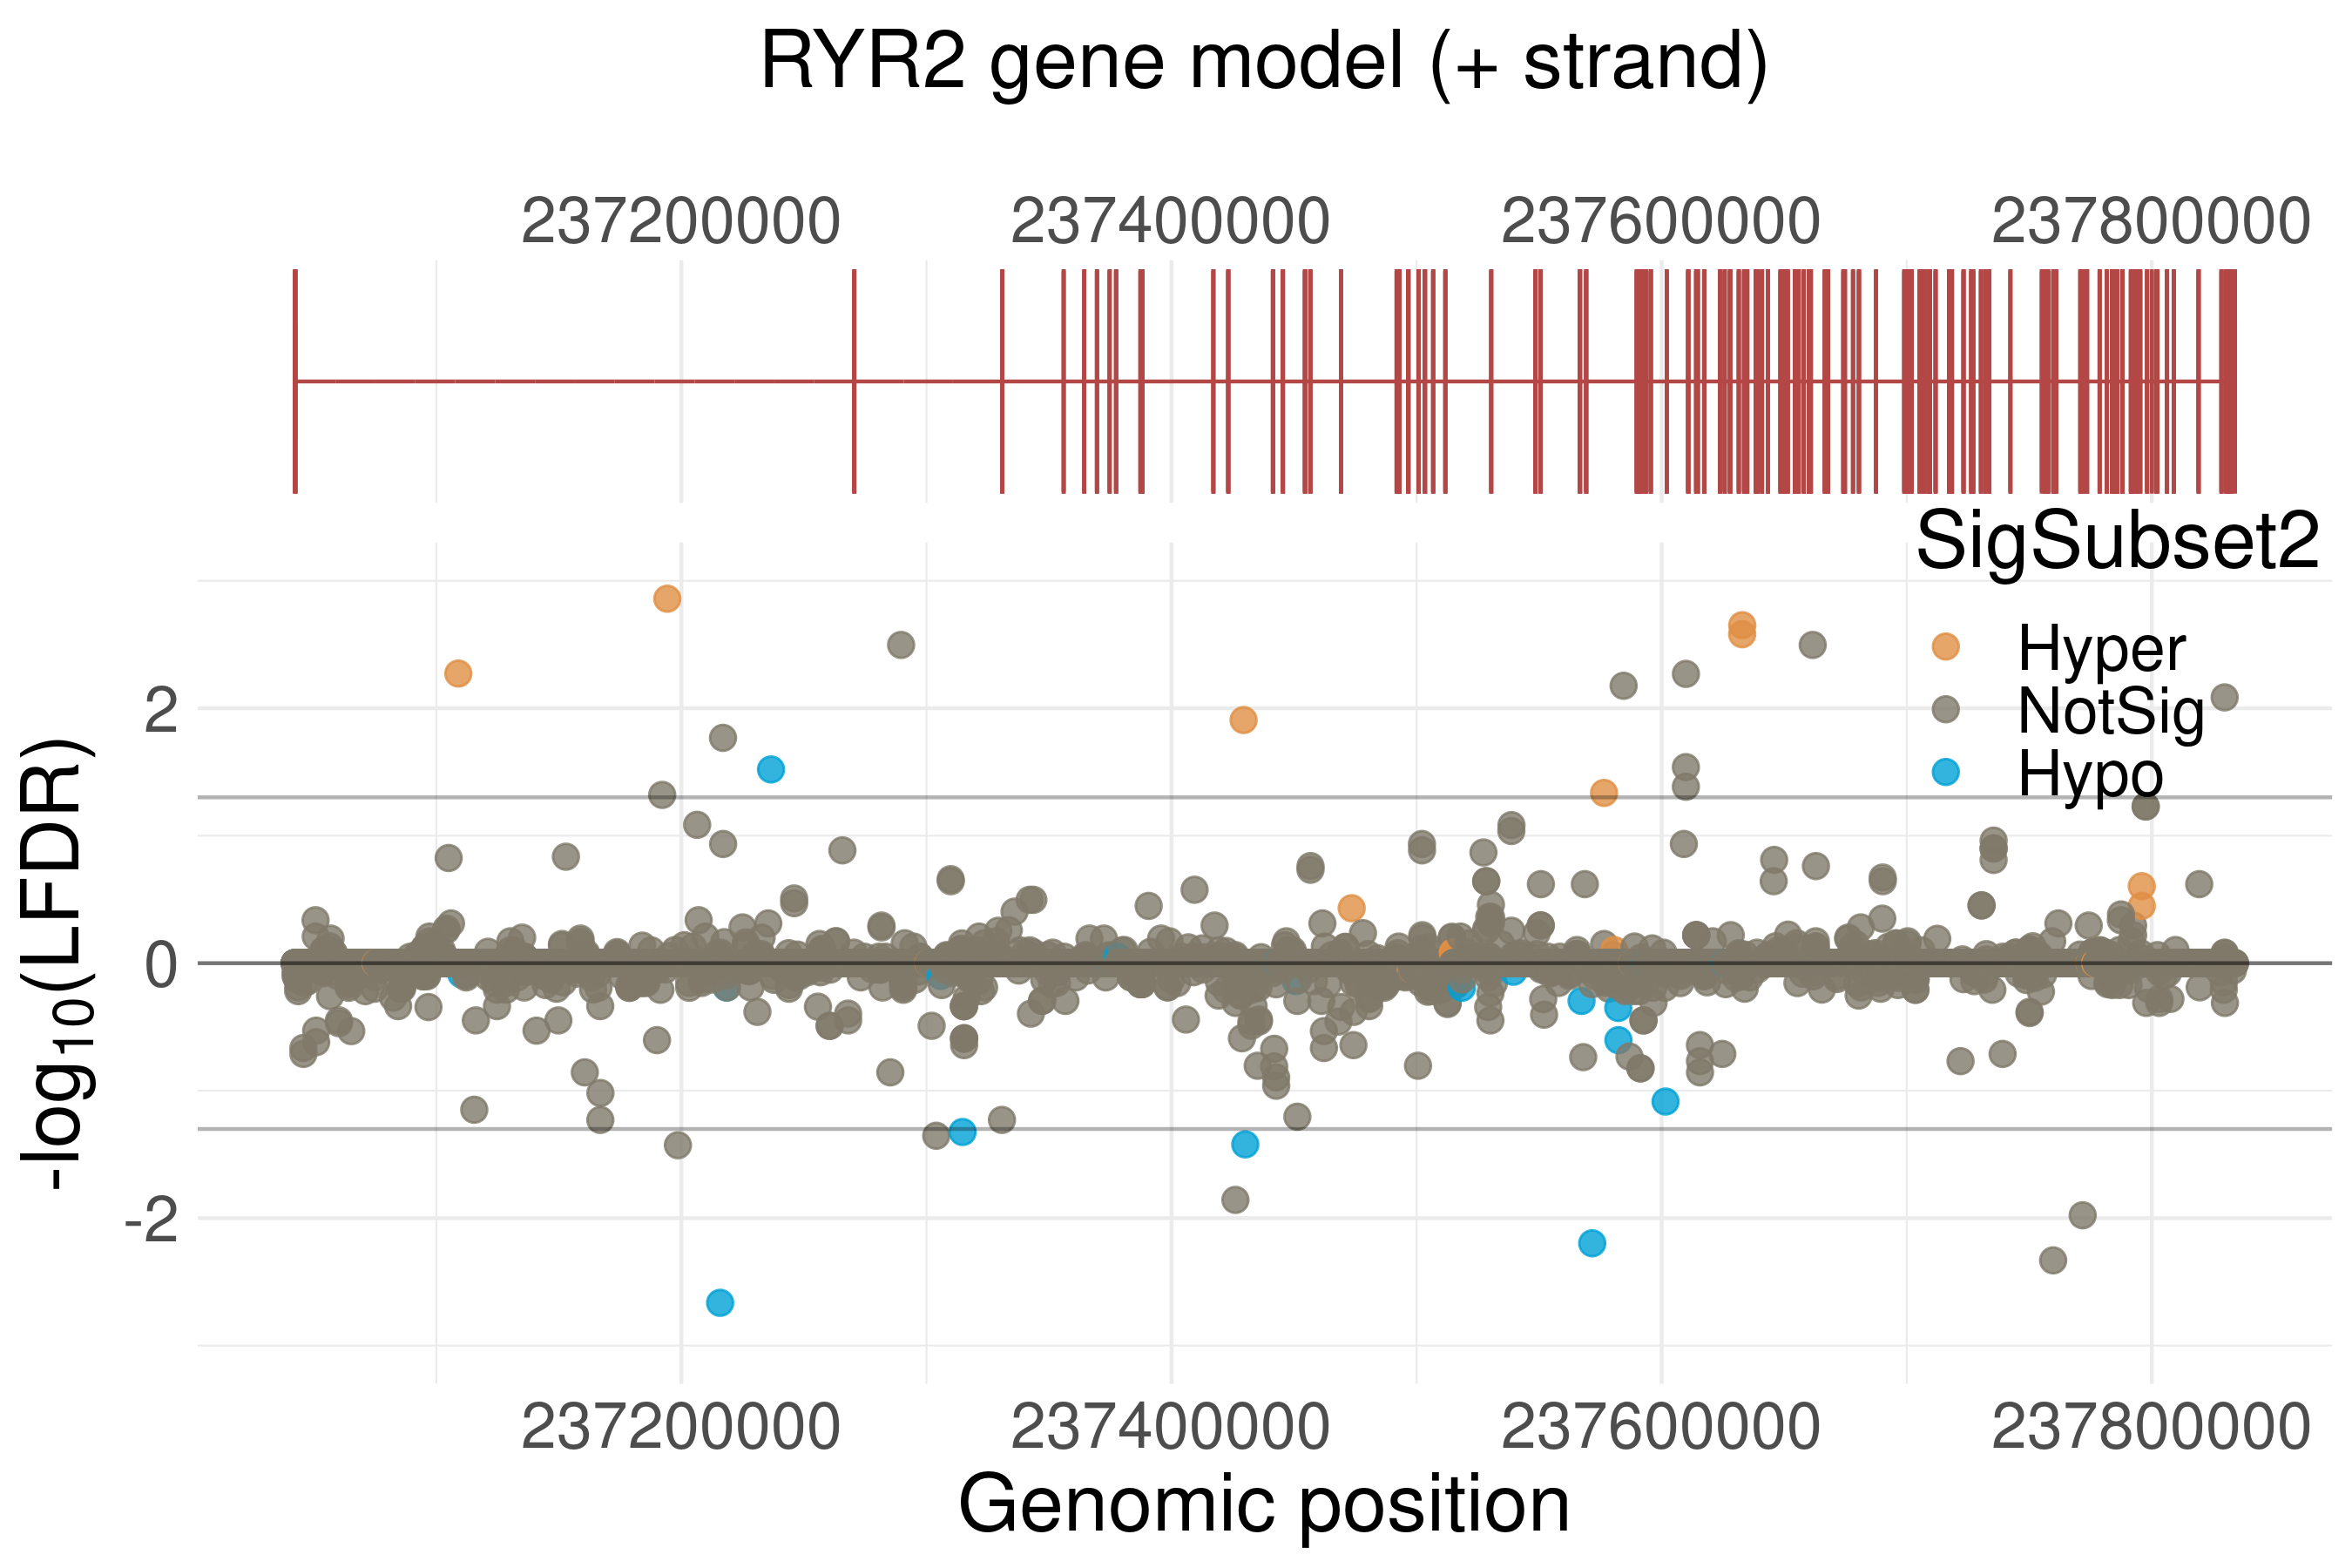 RYR2 gene model (+ strand)
237200000 237400000 237600000 237800000
SigSubset2
Hyper
NotSig
Hypo
2
0
-2
-log10(LFDR)
237200000 237400000 237600000 237800000
Genomic position